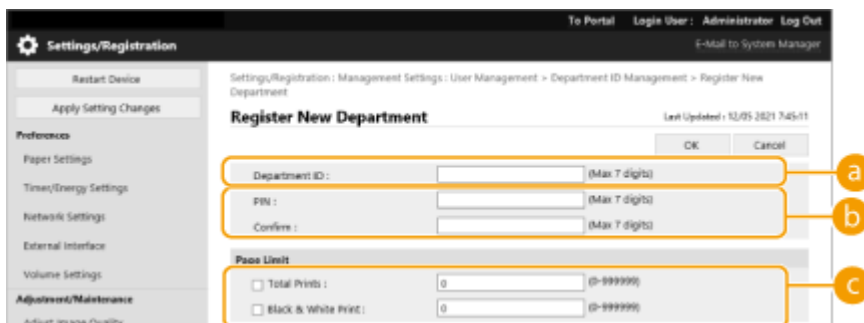 To Portal Login User : Administrator Log Out
Settings/Registration
E-Mail to System Manager
Restart Device
Apply Setting Changes
Preferences
Paper Settings
Timer/Energy Settings
Network Settings
External Interface
Volume Settings
Adjustment/Maintenance
Adjust Image Quality
Settings/Registration : Management Settings : User Management > Department ID Management > Register New
Department
Register New Department
Last Updated : 12/05 2021 7:45:11
OK Cancel
Department ID : (Max 7 digits)
a
PIN : (Max 7 digits)
b
Confirm : (Max 7 digits)
Page Limit
Total Prints : 0 (0-999999)
c
Black & White Print : 0 (0-999999)